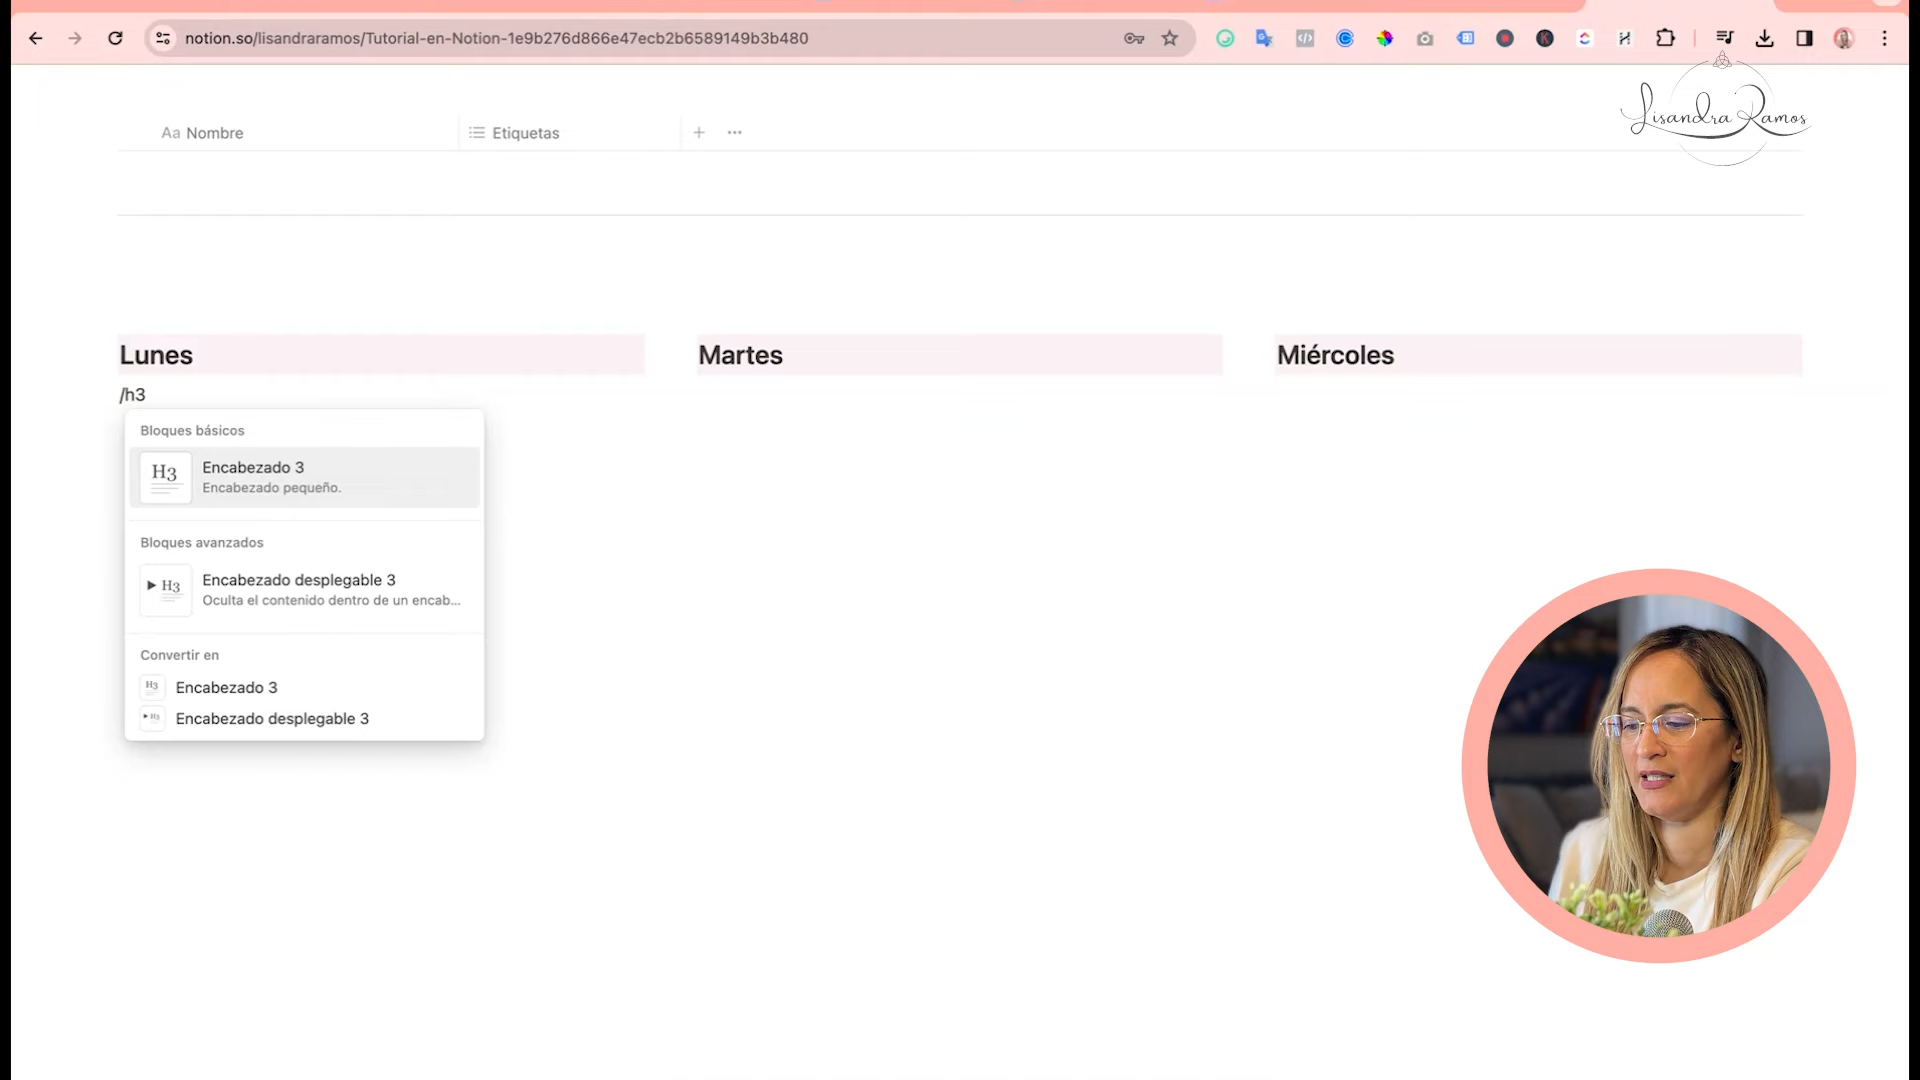 notion.so/lisandraramos/Tutorial-en-Notion-1e9b276d866e47ecb2b6589149b3b480
Lisandra Ramos
Aa Nombre
Etiquetas
Lunes
Martes
Miércoles
/h3
Bloques básicos
H3
Encabezado 3
Encabezado pequeño.
Bloques avanzados
H3
Encabezado desplegable 3
Oculta el contenido dentro de un encab...
Convertir en
H3
Encabezado 3
H3
Encabezado desplegable 3